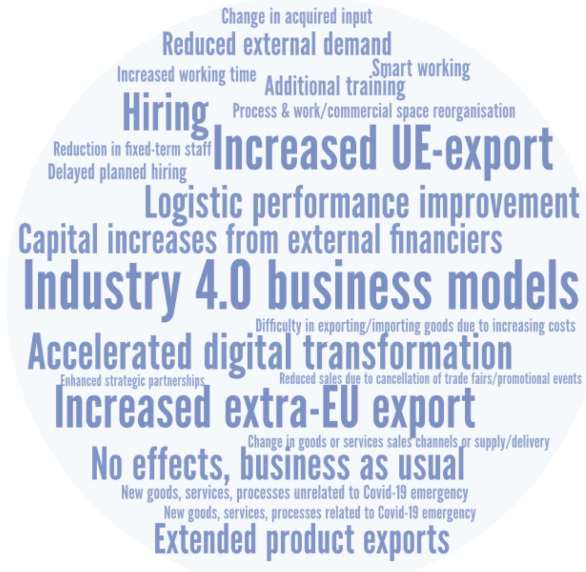 Change in acquired input
Reduced external demand
Smart working
Increased working time
Additional training
Hiring
Process & work/commercial space reorganisation
Reduction in fixed-term staff
Increased UE-export
Delayed planned hiring
Logistic performance improvement
Capital increases from external financiers
Industry 4.0 business models
Difficulty in exporting/importing goods due to increasing costs
Accelerated digital transformation
Enhanced strategic partnerships
Reduced sales due to cancellation of trade fairs/promotional events
Increased extra-EU export
Change in goods or services sales channels or supply/delivery
No effects, business as usual
New goods, services, processes unrelated to Covid-19 emergency
New goods, services, processes related to Covid-19 emergency
Extended product exports